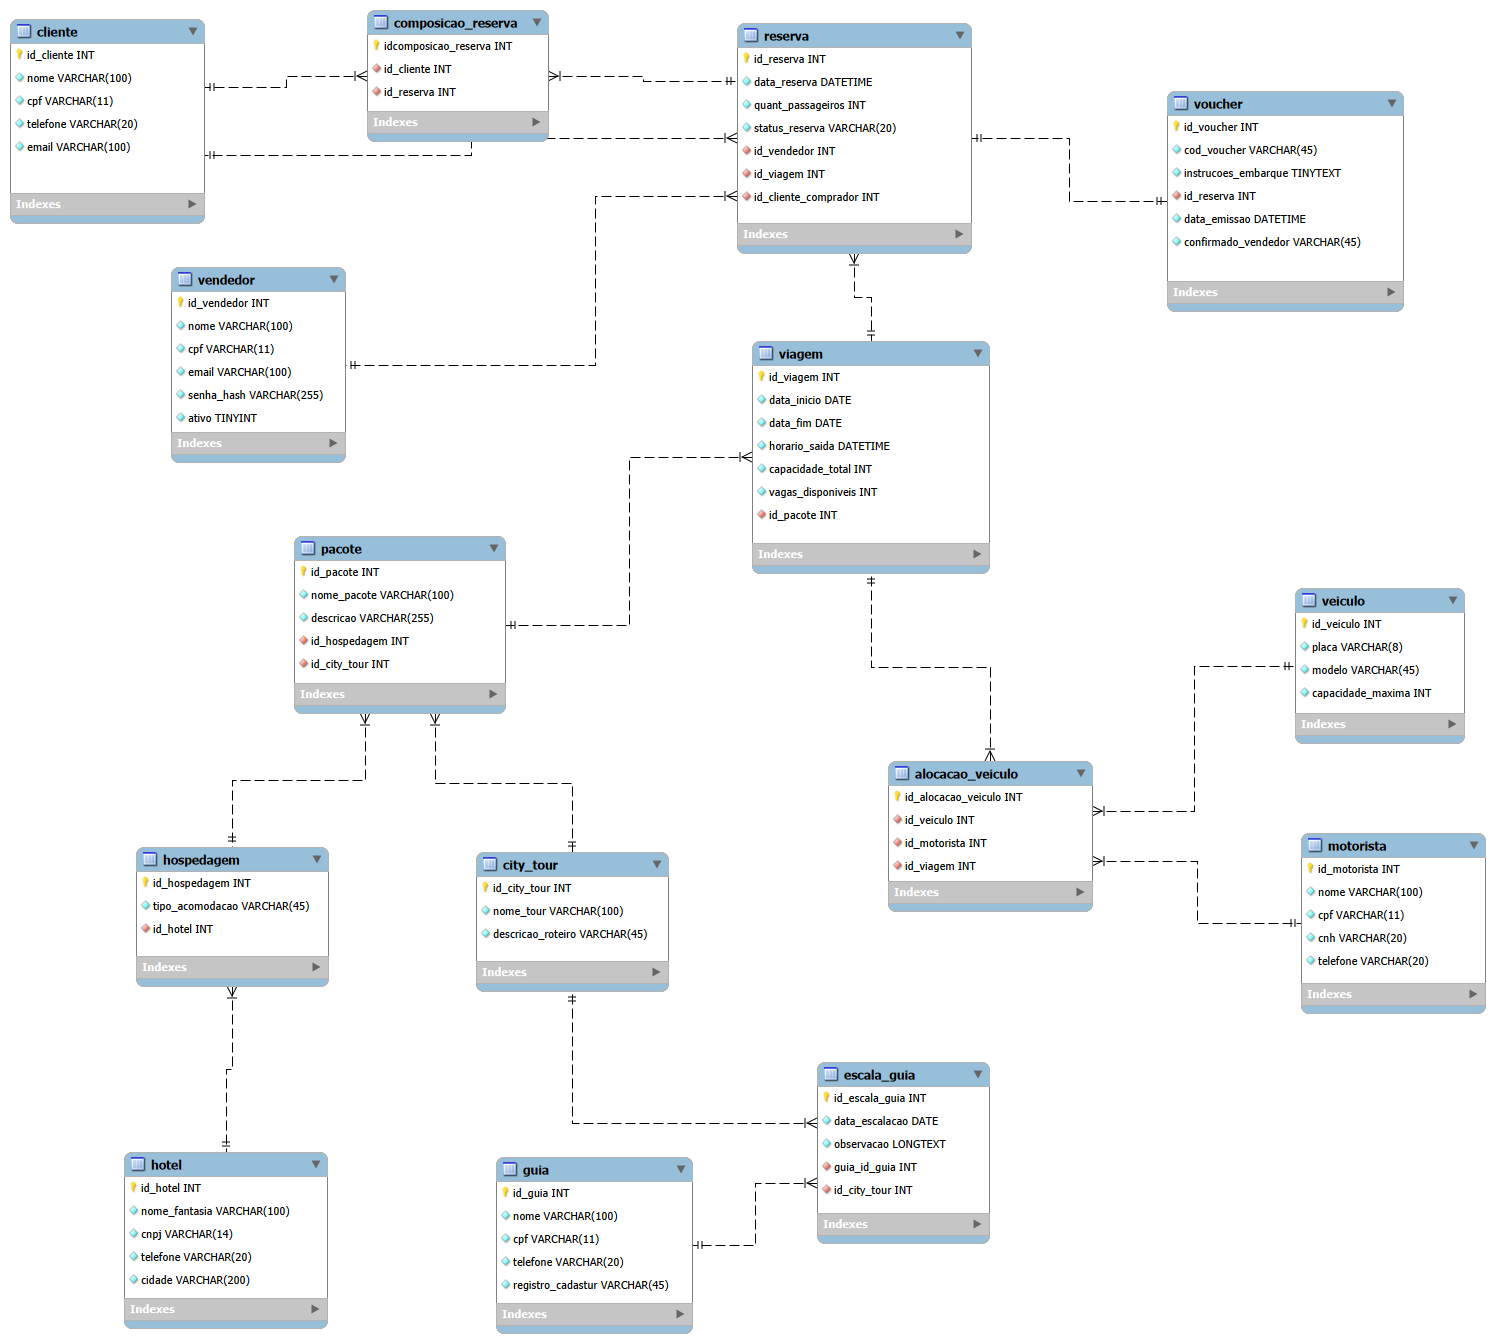 cliente
id_cliente INT
nome VARCHAR(100)
cpf VARCHAR(11)
telefone VARCHAR(20)
email VARCHAR(100)
Indexes
composicao_reserva
idcomposicao_reserva INT
id_cliente INT
id_reserva INT
Indexes
reserva
id_reserva INT
data_reserva DATETIME
quant_passageiros INT
status_reserva VARCHAR(20)
id_vendedor INT
id_viagem INT
id_cliente_comprador INT
Indexes
voucher
id_voucher INT
cod_voucher VARCHAR(45)
instrucoes_embarque TINYTEXT
id_reserva INT
data_emissao DATETIME
confirmado_vendedor VARCHAR(45)
Indexes
vendedor
id_vendedor INT
nome VARCHAR(100)
cpf VARCHAR(11)
email VARCHAR(100)
senha_hash VARCHAR(255)
ativo TINYINT
Indexes
viagem
id_viagem INT
data_inicio DATE
data_fim DATE
horario_saida DATETIME
capacidade_total INT
vagas_disponiveis INT
id_pacote INT
Indexes
pacote
id_pacote INT
nome_pacote VARCHAR(100)
descricao VARCHAR(255)
id_hospedagem INT
id_city_tour INT
Indexes
veiculo
id_veiculo INT
placa VARCHAR(8)
modelo VARCHAR(45)
capacidade_maxima INT
Indexes
alocacao_veiculo
id_alocacao_veiculo INT
id_veiculo INT
id_motorista INT
id_viagem INT
Indexes
motorista
id_motorista INT
nome VARCHAR(100)
cpf VARCHAR(11)
cnh VARCHAR(20)
telefone VARCHAR(20)
Indexes
hospedagem
id_hospedagem INT
tipo_acomodacao VARCHAR(45)
id_hotel INT
Indexes
city_tour
id_city_tour INT
nome_tour VARCHAR(100)
descricao_roteiro VARCHAR(45)
Indexes
escala_guia
id_escala_guia INT
data_escalacao DATE
observacao LONGTEXT
guia_id_guia INT
id_city_tour INT
Indexes
hotel
id_hotel INT
nome_fantasia VARCHAR(100)
cnpj VARCHAR(14)
telefone VARCHAR(20)
cidade VARCHAR(200)
Indexes
guia
id_guia INT
nome VARCHAR(100)
cpf VARCHAR(11)
telefone VARCHAR(20)
registro_cadastur VARCHAR(45)
Indexes